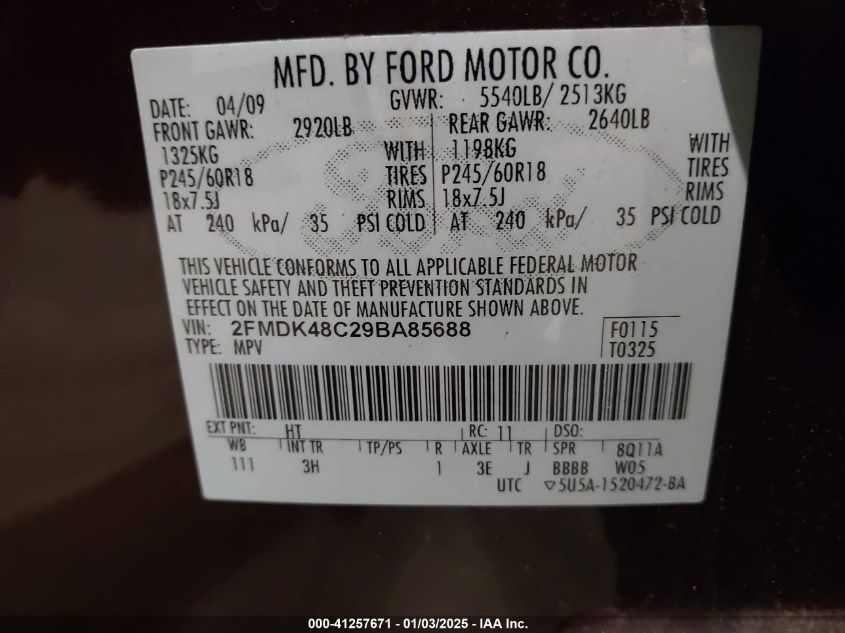 MFD. BY FORD MOTOR CO.
DATE: 04/09 GVWR: 5540LB/ 2513KG
FRONT GAWR: 2920LB REAR GAWR: 2640LB
1325KG WITH 1198KG WITH
P245/60R18 TIRES P245/60R18 TIRES
18x7.5J RIMS 18x7.5J RIMS
AT 240 kPa/ 35 PSI COLD AT 240 kPa/ 35 PSI COLD
THIS VEHICLE CONFORMS TO ALL APPLICABLE FEDERAL MOTOR
VEHICLE SAFETY AND THEFT PREVENTION STANDARDS IN
EFFECT ON THE DATE OF MANUFACTURE SHOWN ABOVE.
VIN: 2FMDK48C29BA85688 F0115
TYPE: MPV T0325
EXT PNT: HT RC: 11 DSO:
WB INT TR TP/PS R AXLE TR SPR 8Q11A
111 3H 1 3E J BBBB W05
UTC ▽5U5A-1520472-BA
000-41257671 - 01/03/2025 - IAA Inc.